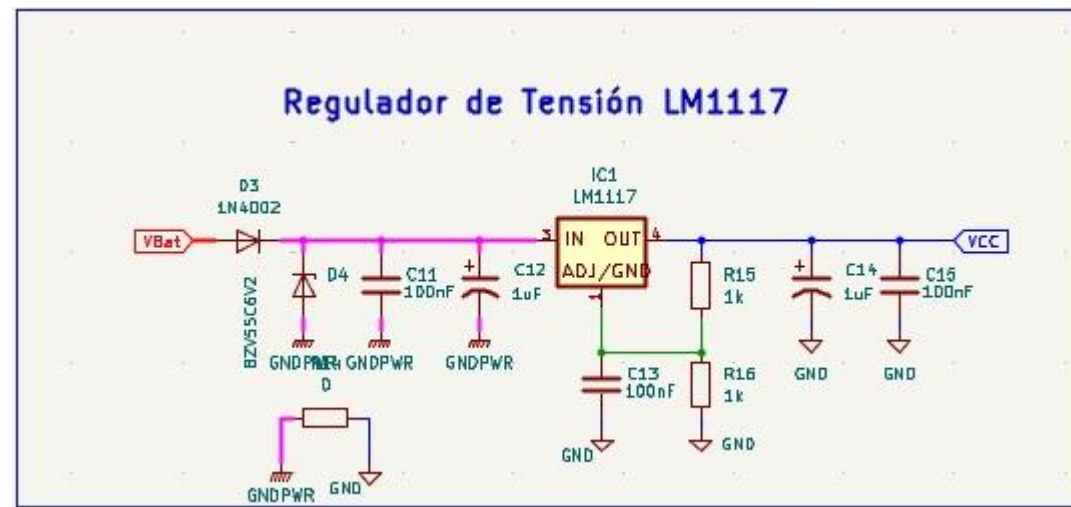 Regulador de Tensión LM1117
IC1
LM1117
D3
1N4002
VBat
3
IN
OUT
4
ADJ/GND
1
VCC
BZV55C6V2
D4
C11
100nF
C12
1uF
R15
1k
C14
1uF
C15
100nF
GNDPWR
GNDPWR
C13
100nF
R16
1k
GND
GND
GND
GND
GNDPWR
GND